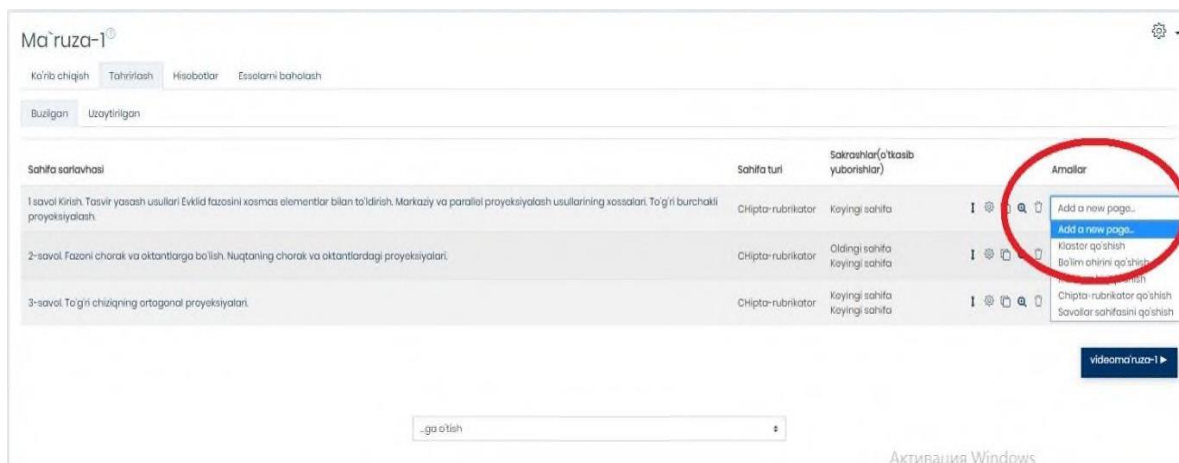 Ma`ruza-1
Ko'rib chiqish Tahrirlash Hisobotlar Esselarni baholash
Buzilgan Uzaytirilgan
Sahifa sarlavhasi Sahifa turi Sakrashlar(o'tkasib yuborishlar) Amallar
1 savol Kirish. Tasvir yasash usullari Evklid fazosini xosmas elementlar bilan to'ldirish. Markaziy va parallel proyeksiyalash usullarining xossalari. To'g'ri burchakli
proyeksiyalash.
CHipta-rubrikator Keyingi sahifa
Add a new page...
Add a new page...
Klaster qo'shish
Bo'lim ohirini qo'shish
Chipta-rubrikator qo'shish
Savollar sahifasini qo'shish
2-savol. Fazoni chorak va oktantlarga bo'lish. Nuqtaning chorak va oktantlardagi proyeksiyalari.
CHipta-rubrikator Oldingi sahifa
Keyingi sahifa
3-savol. To'g'ri chiziqning ortogonal proyeksiyalari.
CHipta-rubrikator Keyingi sahifa
Keyingi sahifa
videoma'ruza-1
...ga o'tish
Активация Windows